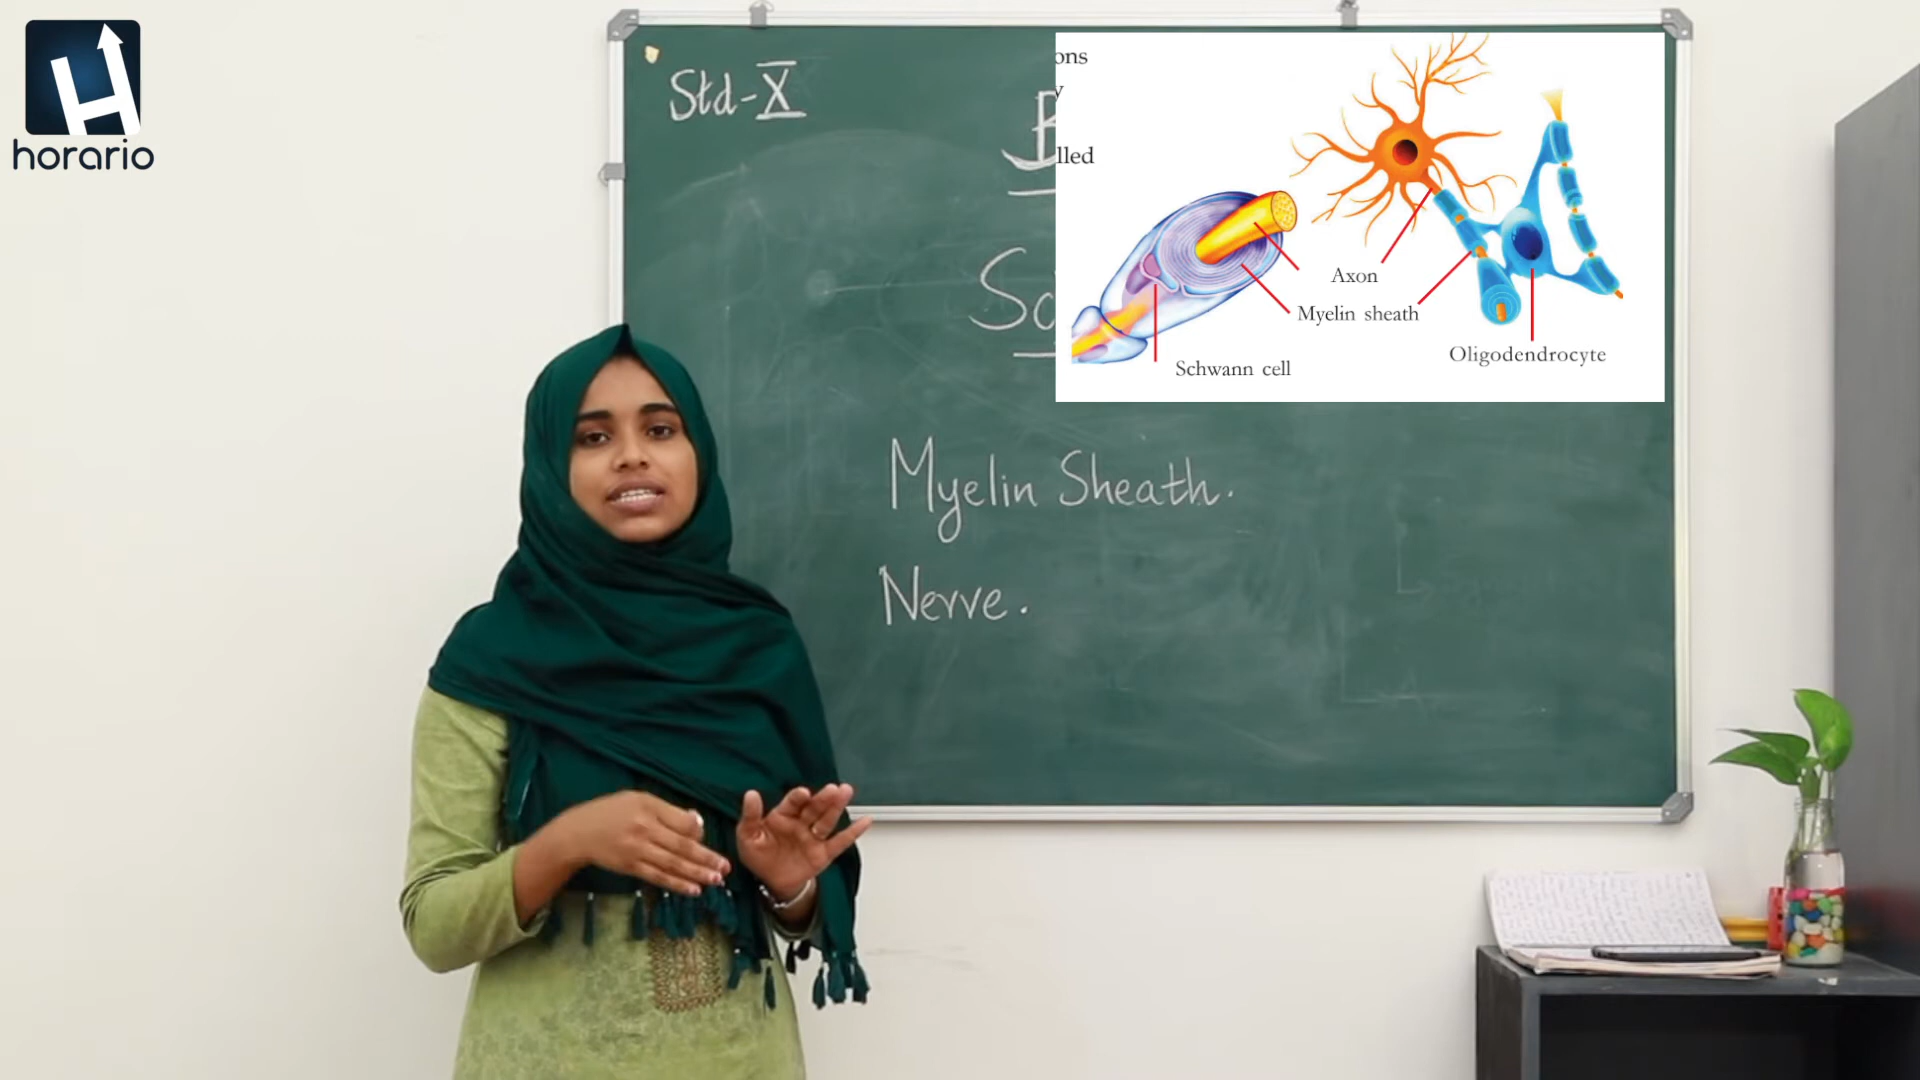 horario
Std-X
ons
lled
Axon
Myelin sheath
Schwann cell
Oligodendrocyte
Myelin Sheath.
Nerve.